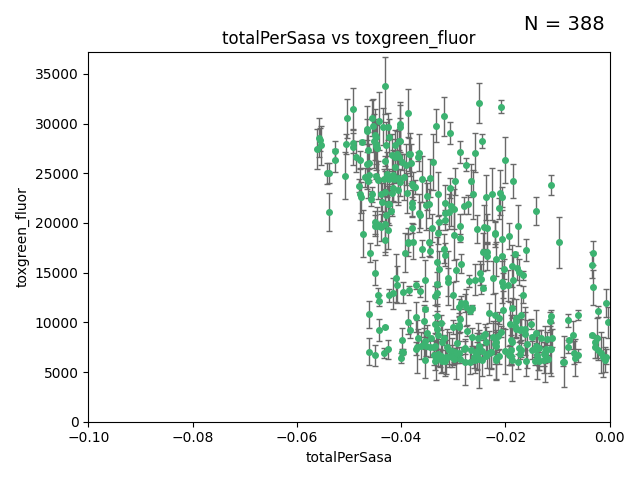 N = 388
totalPerSasa vs toxgreen_fluor
35000
30000
25000
20000
15000
10000
5000
0
toxgreen_fluor
−0.10 −0.08 −0.06 −0.04 −0.02 0.00
totalPerSasa